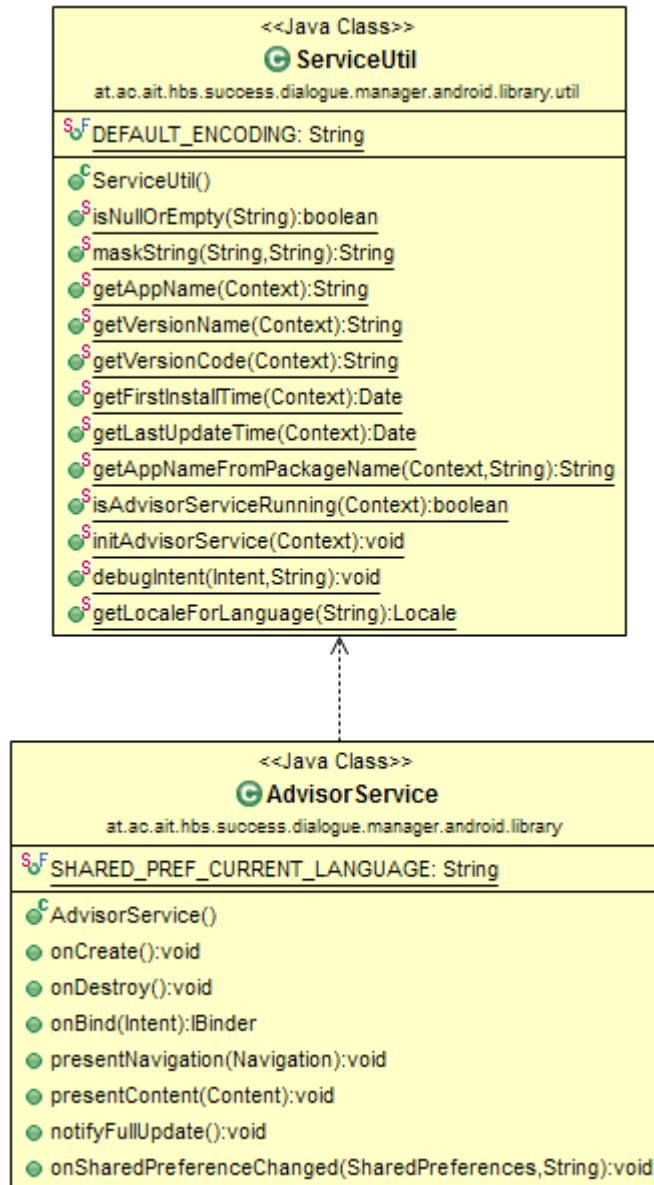 <<Java Class>>
C ServiceUtil
at.ac.ait.hbs.success.dialogue.manager.android.library.util
S F DEFAULT_ENCODING: String
C ServiceUtil()
S isNullOrEmpty(String):boolean
S maskString(String,String):String
S getAppName(Context):String
S getVersionName(Context):String
S getVersionCode(Context):String
S getFirstInstallTime(Context):Date
S getLastUpdateTime(Context):Date
S getAppNameFromPackageName(Context,String):String
S isAdvisorServiceRunning(Context):boolean
S initAdvisorService(Context):void
S debugIntent(Intent,String):void
S getLocaleForLanguage(String):Locale
<<Java Class>>
C AdvisorService
at.ac.ait.hbs.success.dialogue.manager.android.library
S F SHARED_PREF_CURRENT_LANGUAGE: String
C AdvisorService()
onCreate():void
onDestroy():void
onBind(Intent):IBinder
presentNavigation(Navigation):void
presentContent(Content):void
notifyFullUpdate():void
onSharedPreferenceChanged(SharedPreferences,String):void